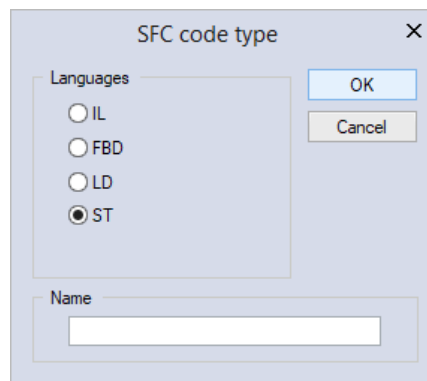 SFC code type
Languages
OK
IL
Cancel
FBD
LD
ST
Name